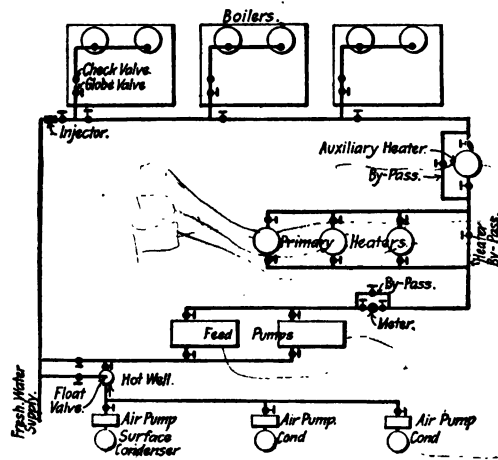 Boilers.
Check Valve.
Globe Valve
Injector.
Auxiliary Heater.
By-Pass.
Primary Heaters.
Heater
By-Pass.
By-Pass.
Meter.
Feed Pumps
Hot Well.
Float
Valve.
Fresh Water
Supply.
Air Pump
Surface
Condenser
Air Pump.
Cond
Air Pump
Cond